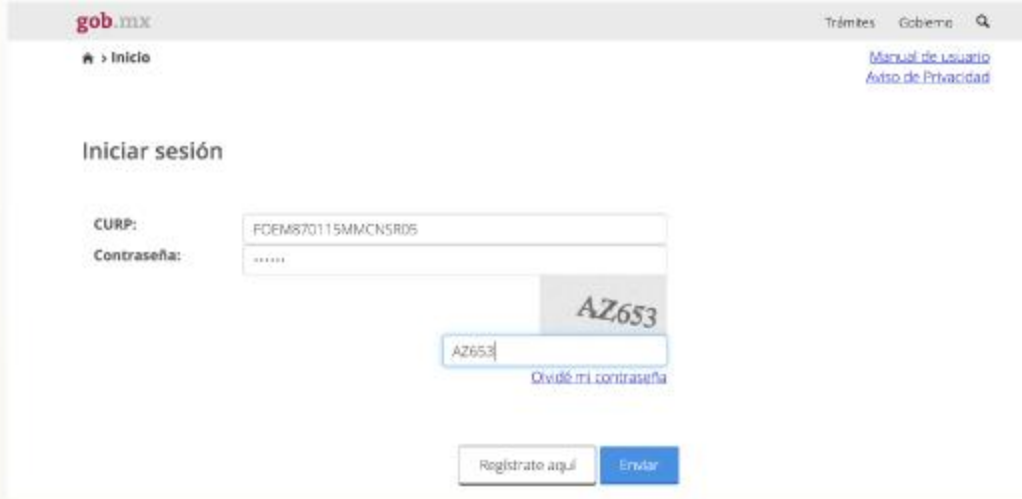 gob.mx
Trámites Gobierno
> Inicio
Manual de usuario
Aviso de Privacidad
Iniciar sesión
CURP:
FOEM870115MMCNSR05
Contraseña:
······
AZ653
AZ653
Olvidé mi contraseña
Regístrate aquí
Enviar